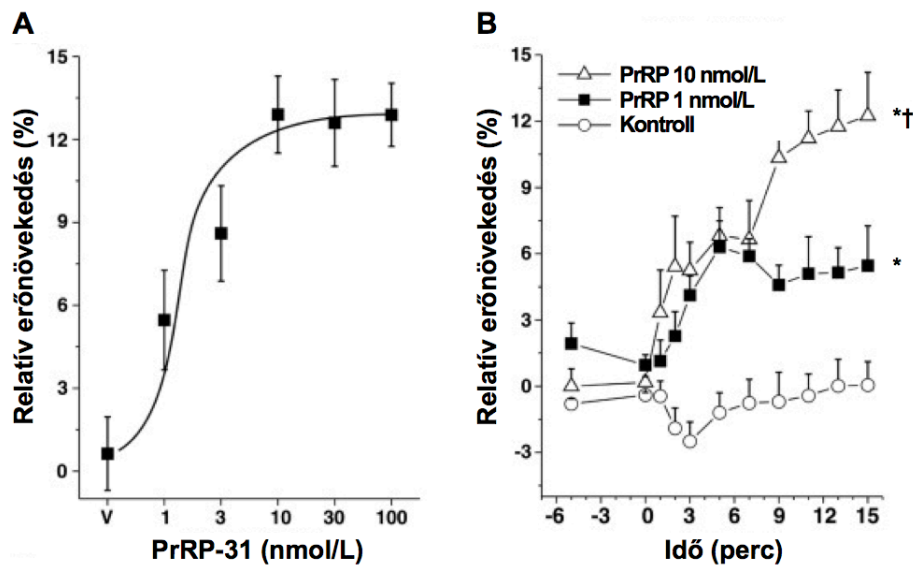 A
Relatív erőnövekedés (%)
15
12
9
6
3
0
V 1 3 10 30 100
PrRP-31 (nmol/L)
B
Relatív erőnövekedés (%)
15
12
9
6
3
0
-3
PrRP 10 nmol/L
PrRP 1 nmol/L
Kontroll
*†
*
-6 -3 0 3 6 9 12 15
Idő (perc)